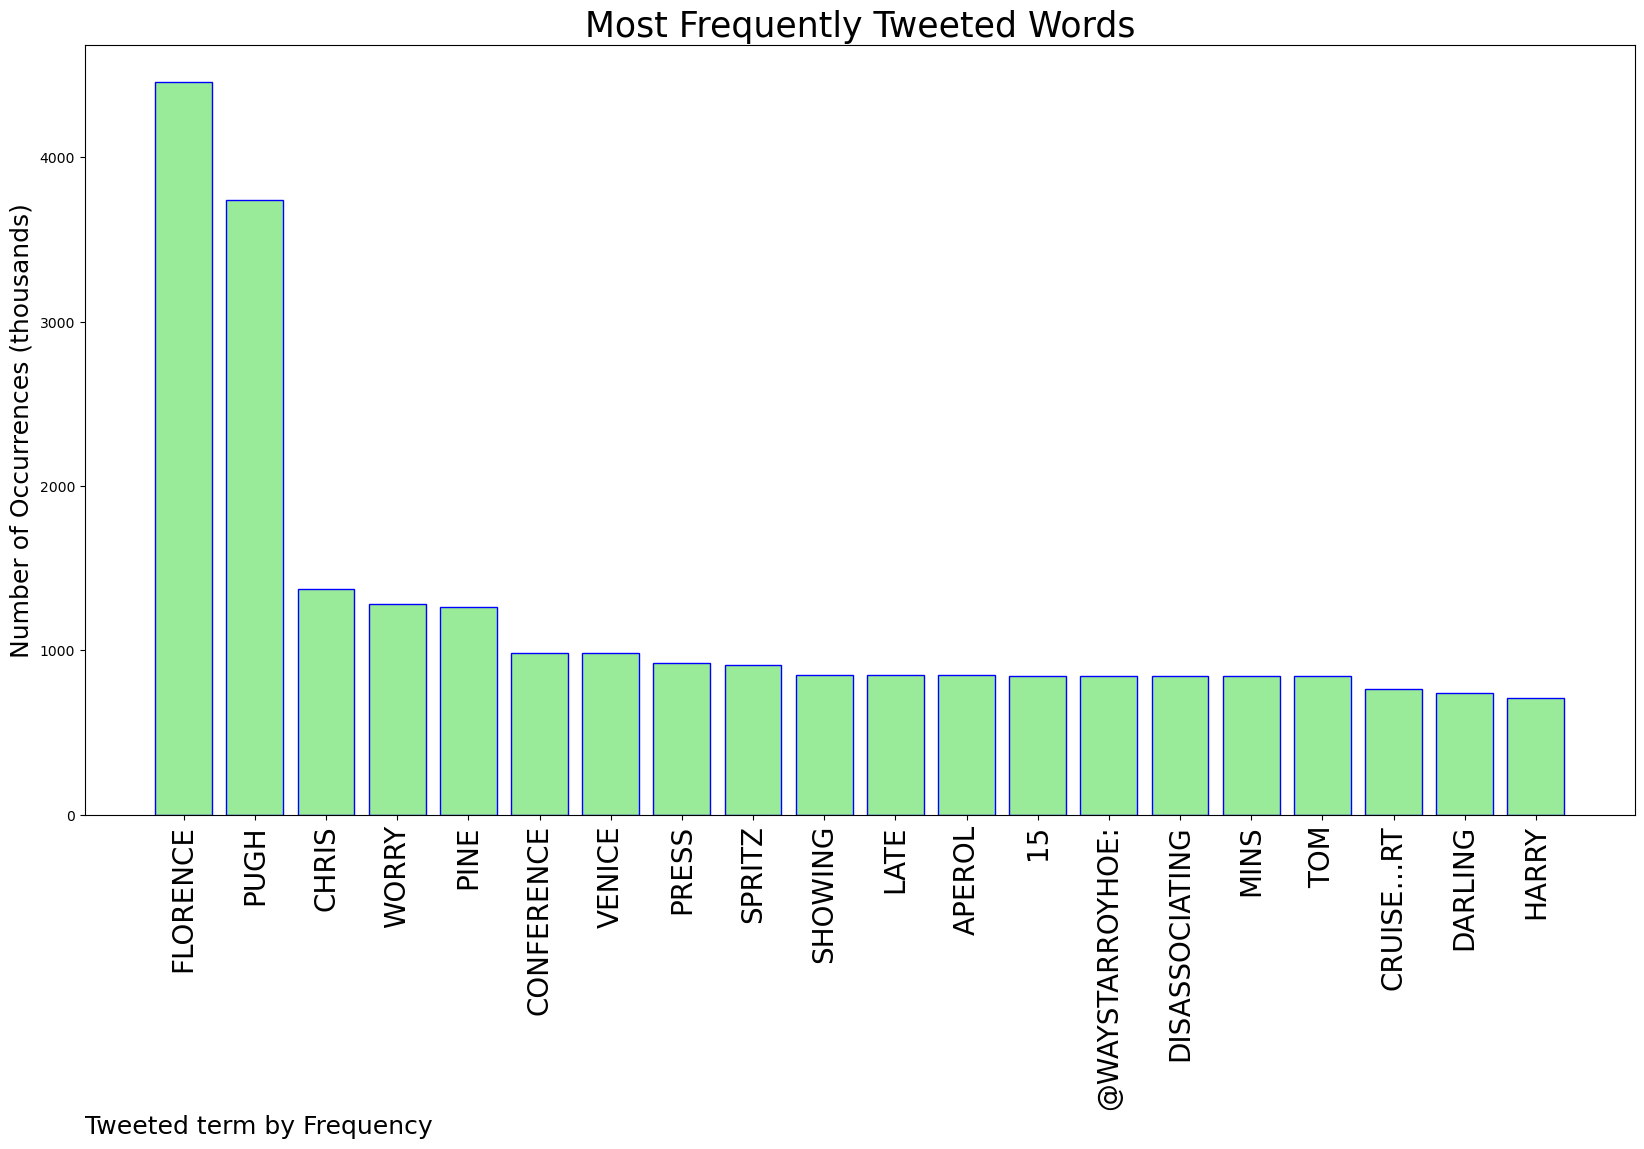 Most Frequently Tweeted Words
Number of Occurrences (thousands)
4000
3000
2000
1000
0
FLORENCE
PUGH
CHRIS
WORRY
PINE
CONFERENCE
VENICE
PRESS
SPRITZ
SHOWING
LATE
APEROL
15
@WAYSTARROYHOE:
DISASSOCIATING
MINS
TOM
CRUISE...RT
DARLING
HARRY
Tweeted term by Frequency